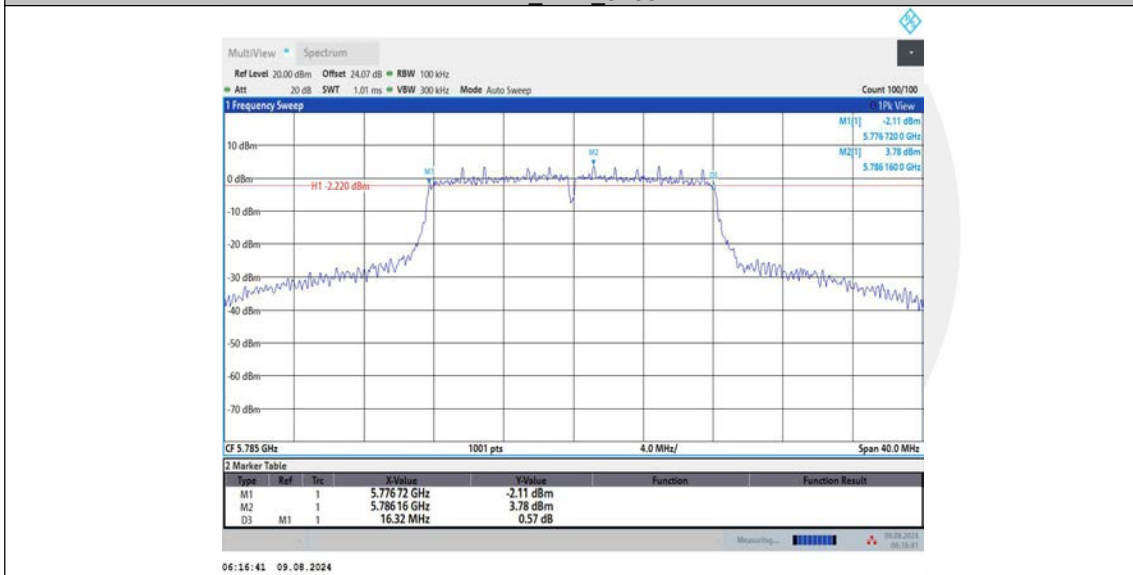 MultiView Spectrum
Ref Level 20.00 dBm Offset 24.07 dB RBW 100 kHz
Att 20 dB SWT 1.01 ms VBW 300 kHz Mode Auto Sweep Count 100/100
1 Frequency Sweep 1Pk View
M1[1] -2.11 dBm
5.776 720 0 GHz
M2[1] 3.78 dBm
5.786 160 0 GHz
10 dBm
M2
M1
D3
0 dBm
H1 -2.220 dBm
-10 dBm
-20 dBm
-30 dBm
-40 dBm
-50 dBm
-60 dBm
-70 dBm
CF 5.785 GHz 1001 pts 4.0 MHz/ Span 40.0 MHz
2 Marker Table
Type Ref Trc X-Value Y-Value Function Function Result
M1 1 5.77672 GHz -2.11 dBm
M2 1 5.78616 GHz 3.78 dBm
D3 M1 1 16.32 MHz 0.57 dB
Measuring... 09.08.2024
06:16:41
06:16:41 09.08.2024